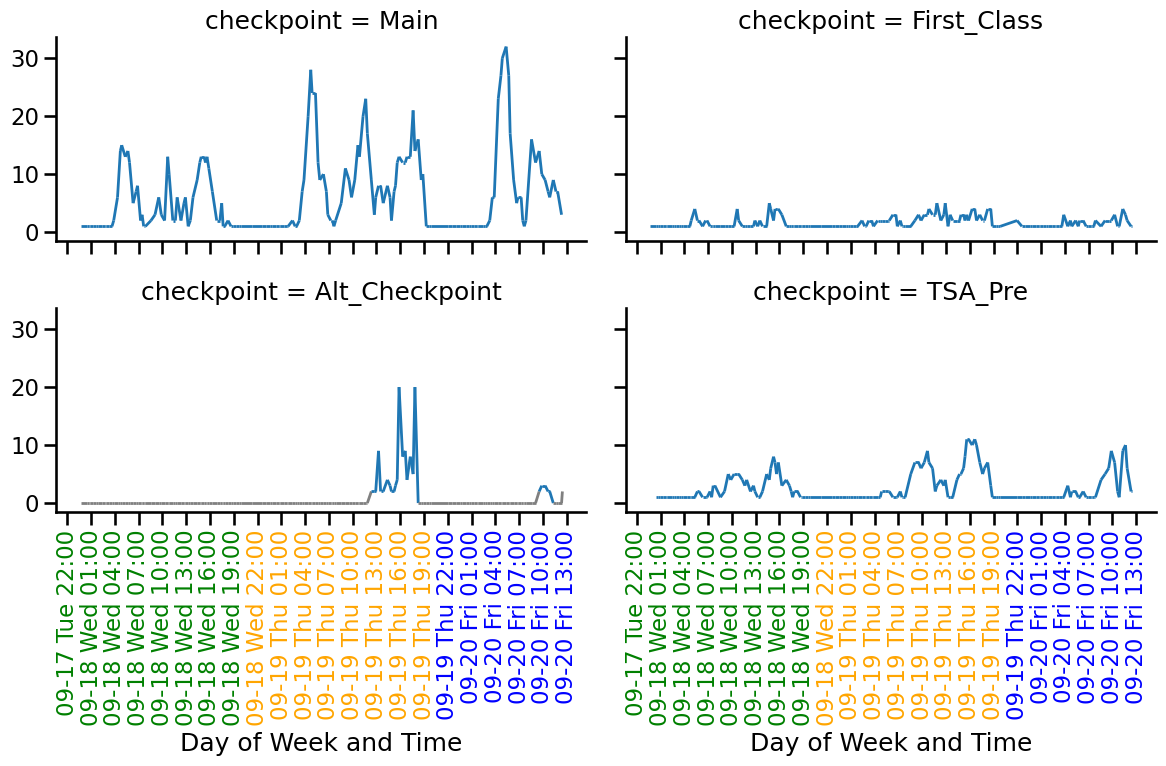 checkpoint = Main
checkpoint = First_Class
30
20
10
0
checkpoint = Alt_Checkpoint
checkpoint = TSA_Pre
30
20
10
0
09-17 Tue 22:00
09-18 Wed 01:00
09-18 Wed 04:00
09-18 Wed 07:00
09-18 Wed 10:00
09-18 Wed 13:00
09-18 Wed 16:00
09-18 Wed 19:00
09-18 Wed 22:00
09-19 Thu 01:00
09-19 Thu 04:00
09-19 Thu 07:00
09-19 Thu 10:00
09-19 Thu 13:00
09-19 Thu 16:00
09-19 Thu 19:00
09-19 Thu 22:00
09-20 Fri 01:00
09-20 Fri 04:00
09-20 Fri 07:00
09-20 Fri 10:00
09-20 Fri 13:00
09-17 Tue 22:00
09-18 Wed 01:00
09-18 Wed 04:00
09-18 Wed 07:00
09-18 Wed 10:00
09-18 Wed 13:00
09-18 Wed 16:00
09-18 Wed 19:00
09-18 Wed 22:00
09-19 Thu 01:00
09-19 Thu 04:00
09-19 Thu 07:00
09-19 Thu 10:00
09-19 Thu 13:00
09-19 Thu 16:00
09-19 Thu 19:00
09-19 Thu 22:00
09-20 Fri 01:00
09-20 Fri 04:00
09-20 Fri 07:00
09-20 Fri 10:00
09-20 Fri 13:00
Day of Week and Time
Day of Week and Time